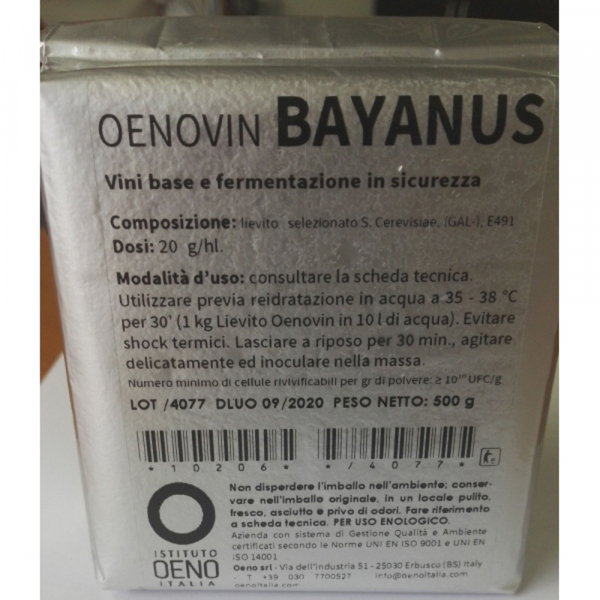 OENOVIN BAYANUS
Vini base e fermentazione in sicurezza
Composizione: lievito selezionato S. Cerevisiae, (GAL-), E491
Dosi: 20 g/hl.
Modalità d'uso: consultare la scheda tecnica.
Utilizzare previa reidratazione in acqua a 35 - 38 °C
per 30' (1 kg Lievito Oenovin in 10 l di acqua). Evitare
shock termici. Lasciare a riposo per 30 min., agitare
delicatamente ed inoculare nella massa.
Numero minimo di cellule rivivificabili per gr di polvere: ≥ 10¹⁰ UFC/g
LOT /4077 DLUO 09/2020 PESO NETTO: 500 g
*10206* */4077*
Non disperdere l'imballo nell'ambiente; conser-
vare nell'imballo originale, in un locale pulito,
fresco, asciutto e privo di odori. Fare riferimento
a scheda tecnica. PER USO ENOLOGICO.
Azienda con sistema di Gestione Qualità e Ambiente
certificati secondo le Norme UNI EN ISO 9001 e UNI EN
ISO 14001
Oeno srl - Via dell'industria 51 - 25030 Erbusco (BS) Italy
T +39 030 7700527 info@oenoitalia.com
oenoitalia.com
ISTITUTO
OENO
ITALIA